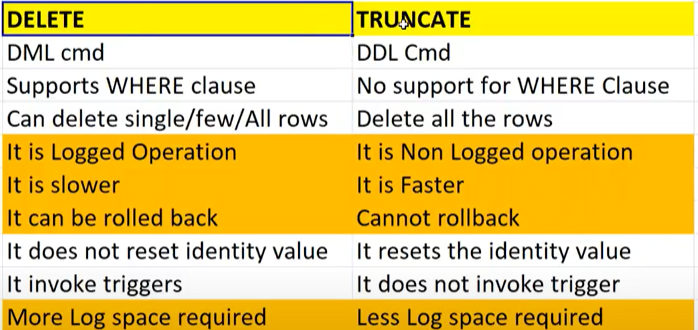 DELETE TRUNCATE
DML cmd DDL Cmd
Supports WHERE clause No support for WHERE Clause
Can delete single/few/All rows Delete all the rows
It is Logged Operation It is Non Logged operation
It is slower It is Faster
It can be rolled back Cannot rollback
It does not reset identity value It resets the identity value
It invoke triggers It does not invoke trigger
More Log space required Less Log space required